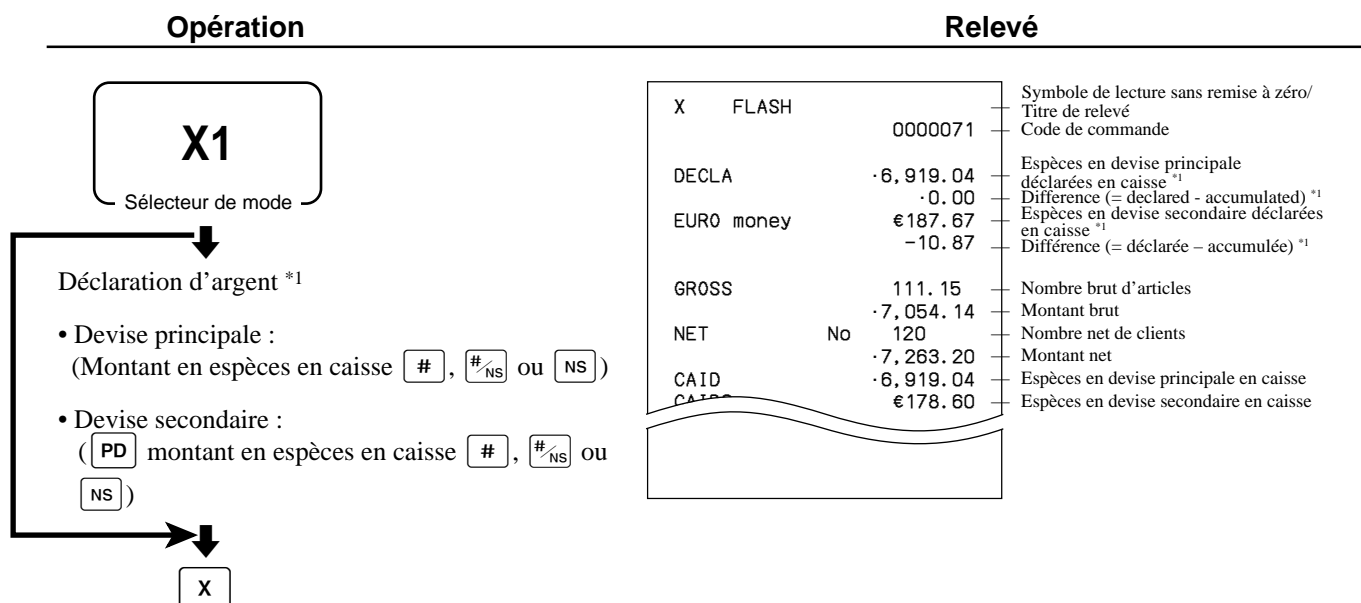 Opération
Relevé
X1
Sélecteur de mode
Déclaration d’argent *1
• Devise principale :
(Montant en espèces en caisse #, #/NS ou NS)
• Devise secondaire :
(PD montant en espèces en caisse #, #/NS ou
NS)
X
X FLASH
Symbole de lecture sans remise à zéro/
Titre de relevé
0000071
Code de commande
DECLA ·6,919.04
Espèces en devise principale
déclarées en caisse *1
·0.00
Difference (= declared - accumulated) *1
EURO money €187.67
Espèces en devise secondaire déclarées
en caisse *1
-10.87
Différence (= déclarée – accumulée) *1
GROSS 111.15
Nombre brut d’articles
·7,054.14
Montant brut
NET No 120
Nombre net de clients
·7,263.20
Montant net
CAID ·6,919.04
Espèces en devise principale en caisse
€178.60
Espèces en devise secondaire en caisse